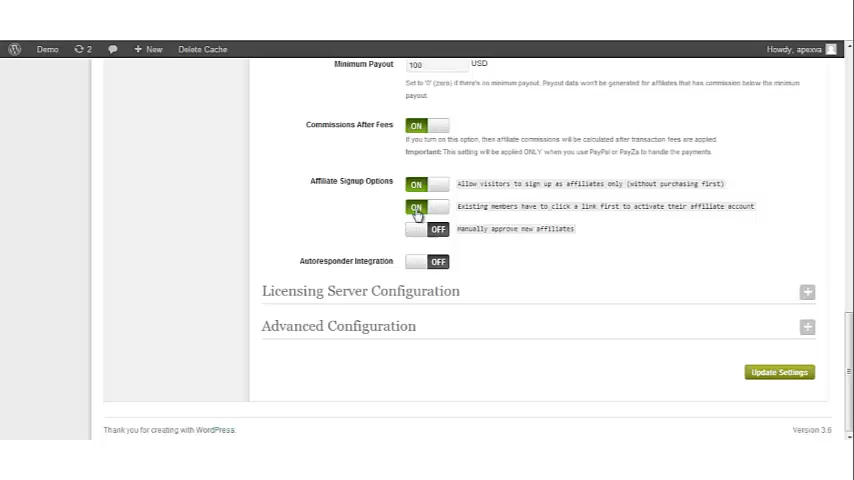 Demo 2 New Delete Cache Howdy, apexva
Minimum Payout 100 USD
Set to '0' (zero) if there's no minimum payout. Payout data won't be generated for affiliates that has commission below the minimum
payout.
Commissions After Fees ON
If you turn on this option, then affiliate commissions will be calculated after transaction fees are applied.
Important: This setting will be applied ONLY when you use PayPal or PayZa to handle the payments.
Affiliate Signup Options ON Allow visitors to sign up as affiliates only (without purchasing first)
ON Existing members have to click a link first to activate their affiliate account
OFF Manually approve new affiliates
Autoresponder Integration OFF
Licensing Server Configuration
Advanced Configuration
Update Settings
Thank you for creating with WordPress. Version 3.6